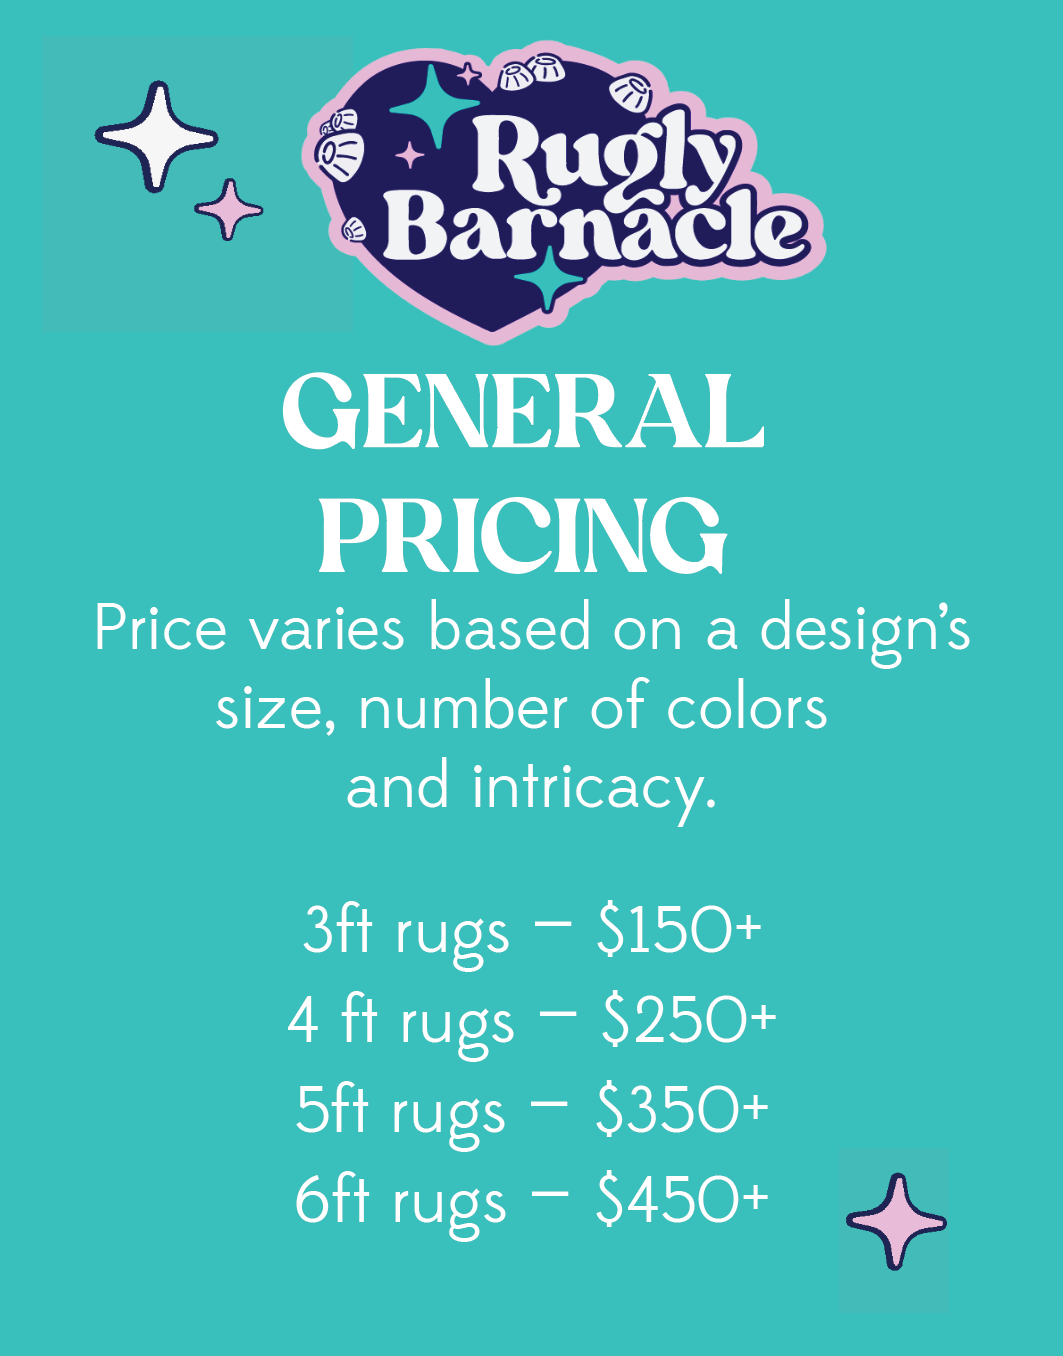 Rugly
Barnacle
GENERAL
PRICING
Price varies based on a design’s
size, number of colors
and intricacy.
3ft rugs – $150+
4 ft rugs – $250+
5ft rugs – $350+
6ft rugs – $450+